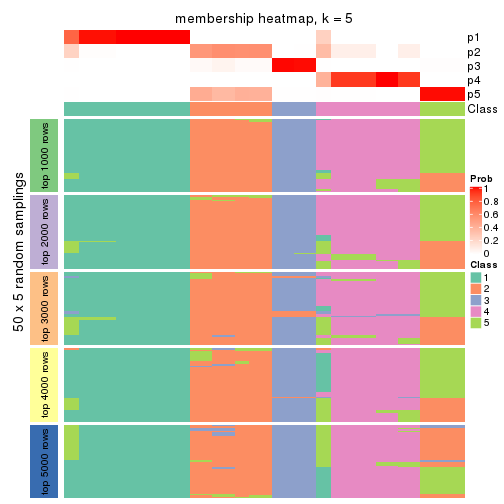 membership heatmap, k = 5
p1
p2
p3
p4
p5
Class
50 x 5 random samplings
top 1000 rows
top 2000 rows
top 3000 rows
top 4000 rows
top 5000 rows
Prob
1
0.8
0.6
0.4
0.2
0
Class
1
2
3
4
5